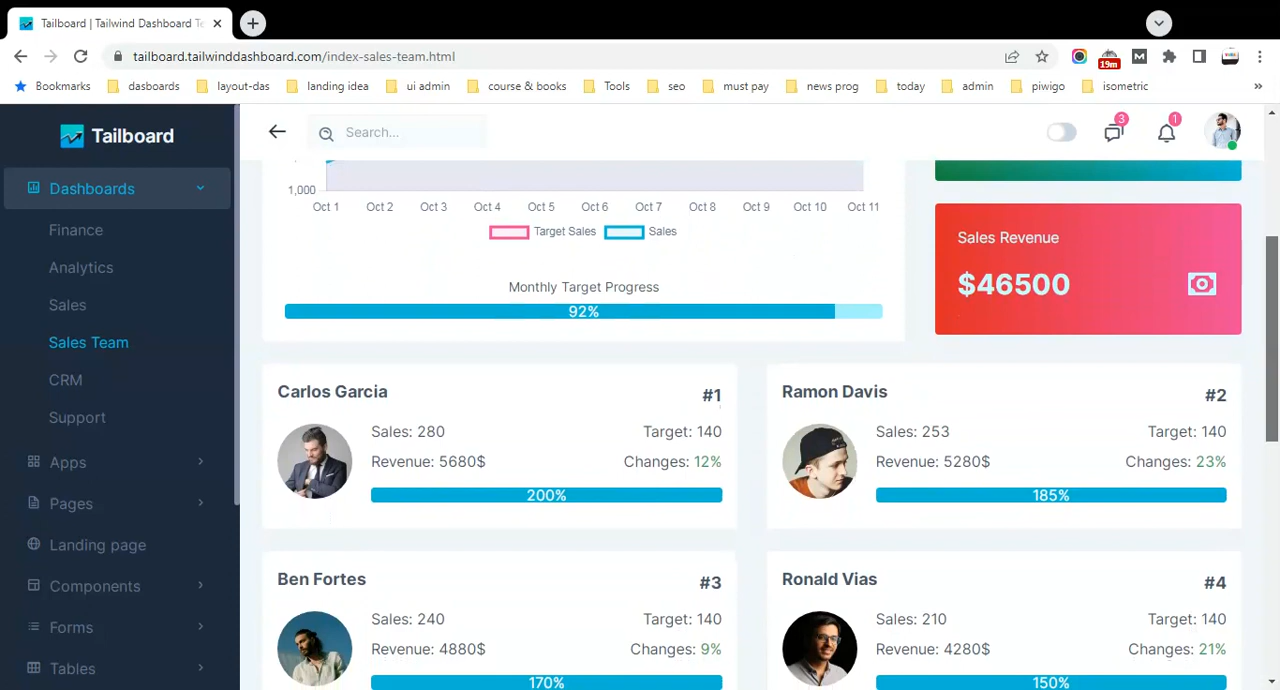 Tailboard | Tailwind Dashboard Te
tailboard.tailwinddashboard.com/index-sales-team.html
19m
Bookmarks
dasboards
layout-das
landing idea
ui admin
course & books
Tools
seo
must pay
news prog
today
admin
piwigo
isometric
»
Tailboard
Search...
3
1
Dashboards
Finance
Analytics
Sales
Sales Team
CRM
Support
Apps
Pages
Landing page
Components
Forms
Tables
1,000
Oct 1 Oct 2 Oct 3 Oct 4 Oct 5 Oct 6 Oct 7 Oct 8 Oct 9 Oct 10 Oct 11
Target Sales Sales
Monthly Target Progress
92%
Sales Revenue
$46500
Carlos Garcia #1
Sales: 280 Target: 140
Revenue: 5680$ Changes: 12%
200%
Ramon Davis #2
Sales: 253 Target: 140
Revenue: 5280$ Changes: 23%
185%
Ben Fortes #3
Sales: 240 Target: 140
Revenue: 4880$ Changes: 9%
170%
Ronald Vias #4
Sales: 210 Target: 140
Revenue: 4280$ Changes: 21%
150%